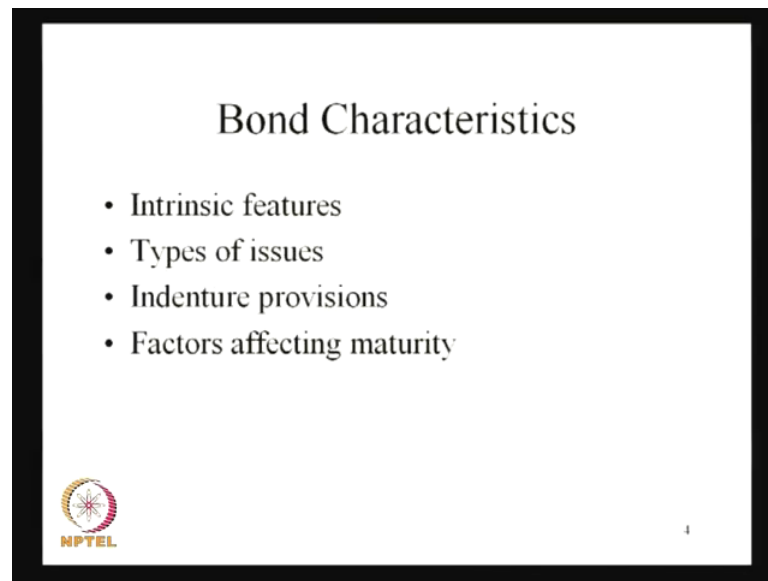 Bond Characteristics
• Intrinsic features
• Types of issues
• Indenture provisions
• Factors affecting maturity
NPTEL
4